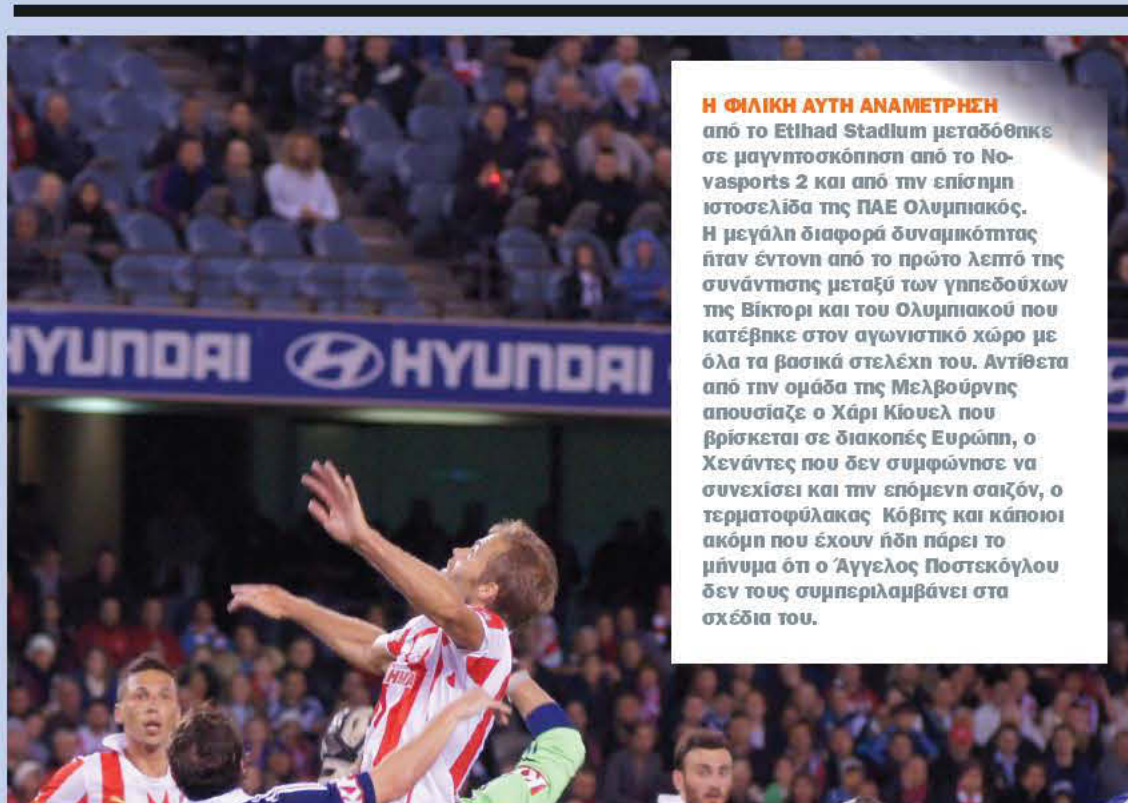 Η ΦΙΛΙΚΗ ΑΥΤΗ ΑΝΑΜΕΤΡΗΣΗ
από το Etihad Stadium μεταδόθηκε
σε μαγνητοσκόπηση από το No-
vasports 2 και από την επίσημη
ιστοσελίδα της ΠΑΕ Ολυμπιακός.
Η μεγάλη διαφορά δυναμικότητας
ήταν έντονη από το πρώτο λεπτό της
συνάντησης μεταξύ των γηπεδούχων
της Βίκτορι και του Ολυμπιακού που
κατέβηκε στον αγωνιστικό χώρο με
όλα τα βασικά στελέχη του. Αντίθετα
από την ομάδα της Μελβούρνης
απουσίαζε ο Χάρι Κίουελ που
βρίσκεται σε διακοπές Ευρώπη, ο
Χενάντες που δεν συμφώνησε να
συνεχίσει και την επόμενη σαιζόν, ο
τερματοφύλακας Κόβιτς και κάποιοι
ακόμη που έχουν ήδη πάρει το
μήνυμα ότι ο Άγγελος Ποστεκόγλου
δεν τους συμπεριλαμβάνει στα
σχέδια του.
HYUNDAI HYUNDAI